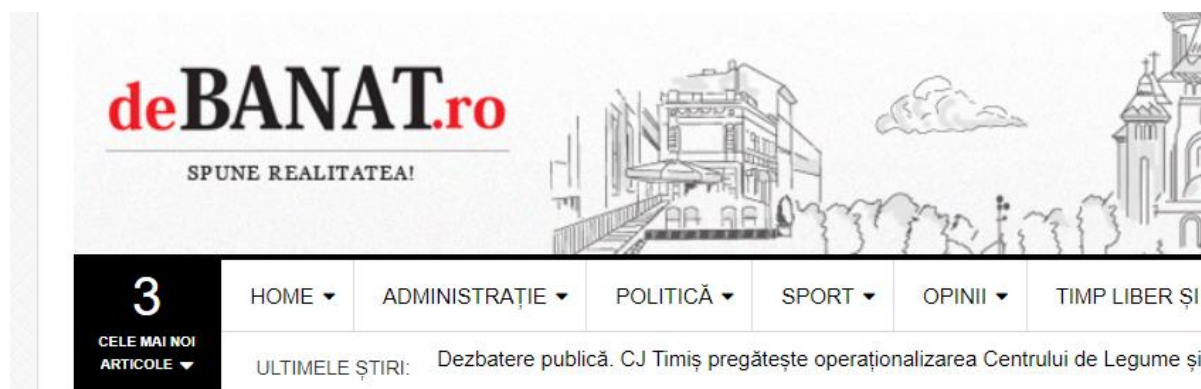 deBANAT.ro
SPUNE REALITATEA!
3
CELE MAI NOI
ARTICOLE
HOME
ADMINISTRAȚIE
POLITICĂ
SPORT
OPINII
TIMP LIBER ȘI
ULTIMELE ȘTIRI:
Dezbatere publică. CJ Timiș pregătește operaționalizarea Centrului de Legume și